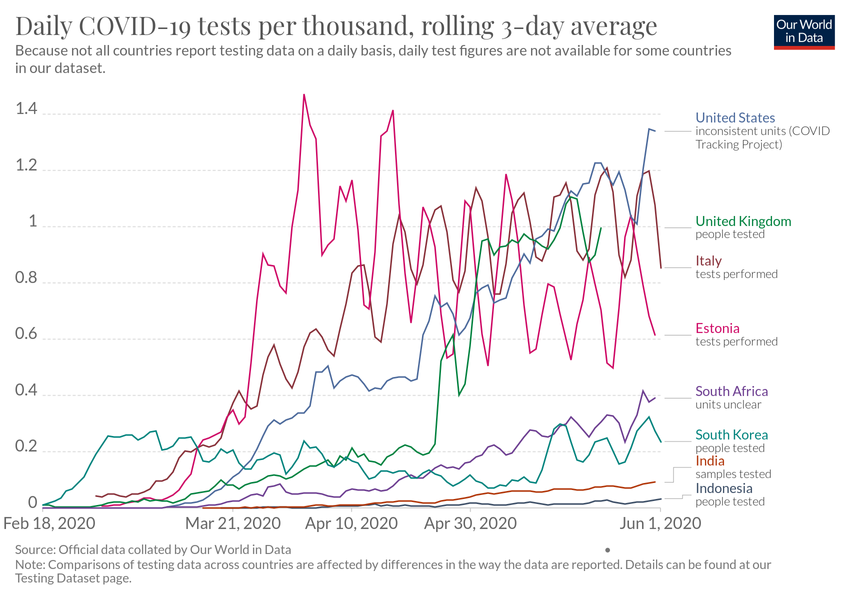 Daily COVID-19 tests per thousand, rolling 3-day average
Our World
in Data
Because not all countries report testing data on a daily basis, daily test figures are not available for some countries
in our dataset.
1.4
1.2
1
0.8
0.6
0.4
0.2
0
United States
inconsistent units (COVID
Tracking Project)
United Kingdom
people tested
Italy
tests performed
Estonia
tests performed
South Africa
units unclear
South Korea
people tested
India
samples tested
Indonesia
people tested
Feb 18, 2020
Mar 21, 2020
Apr 10, 2020
Apr 30, 2020
Jun 1, 2020
Source: Official data collated by Our World in Data
Note: Comparisons of testing data across countries are affected by differences in the way the data are reported. Details can be found at our
Testing Dataset page.